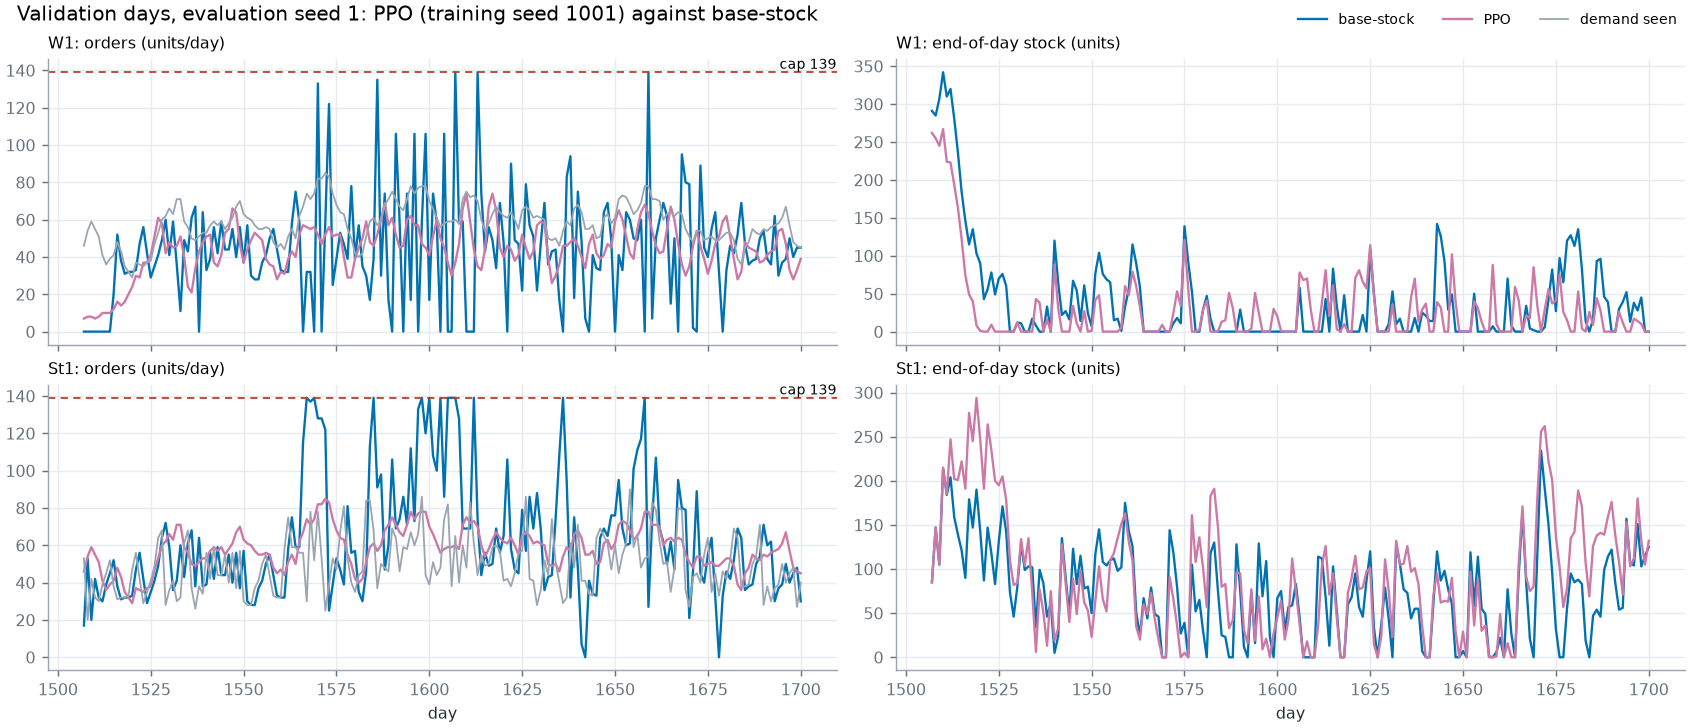 Validation days, evaluation seed 1: PPO (training seed 1001) against base-stock
base-stock PPO demand seen
W1: orders (units/day)
cap 139
140
120
100
80
60
40
20
0
W1: end-of-day stock (units)
350
300
250
200
150
100
50
0
St1: orders (units/day)
cap 139
140
120
100
80
60
40
20
0
1500 1525 1550 1575 1600 1625 1650 1675 1700
day
St1: end-of-day stock (units)
300
250
200
150
100
50
0
1500 1525 1550 1575 1600 1625 1650 1675 1700
day